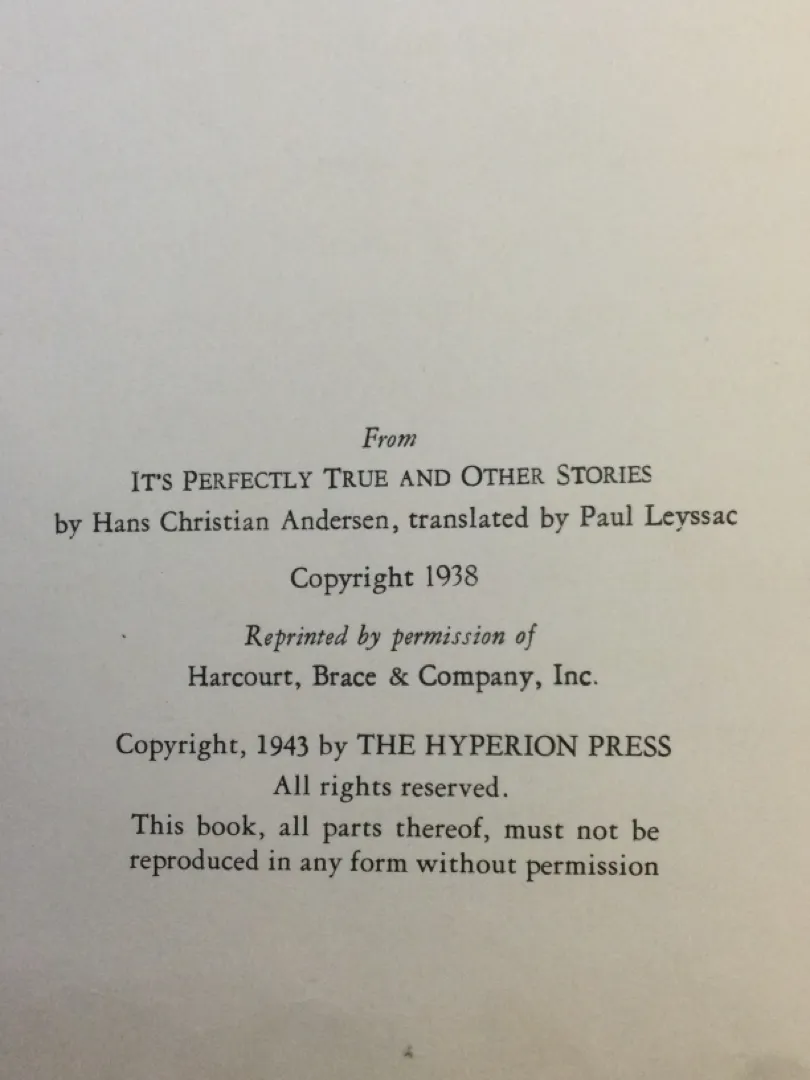 From
IT'S PERFECTLY TRUE AND OTHER STORIES
by Hans Christian Andersen, translated by Paul Leyssac
Copyright 1938
Reprinted by permission of
Harcourt, Brace & Company, Inc.
Copyright, 1943 by THE HYPERION PRESS
All rights reserved.
This book, all parts thereof, must not be
reproduced in any form without permission